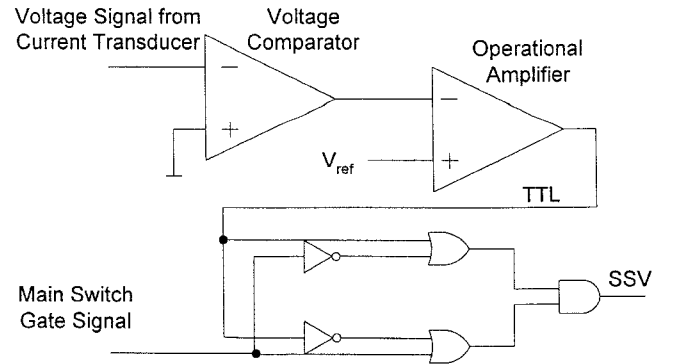 Voltage Signal from
Current Transducer
Voltage
Comparator
Operational
Amplifier
−
+
−
V_ref
+
TTL
SSV
Main Switch
Gate Signal